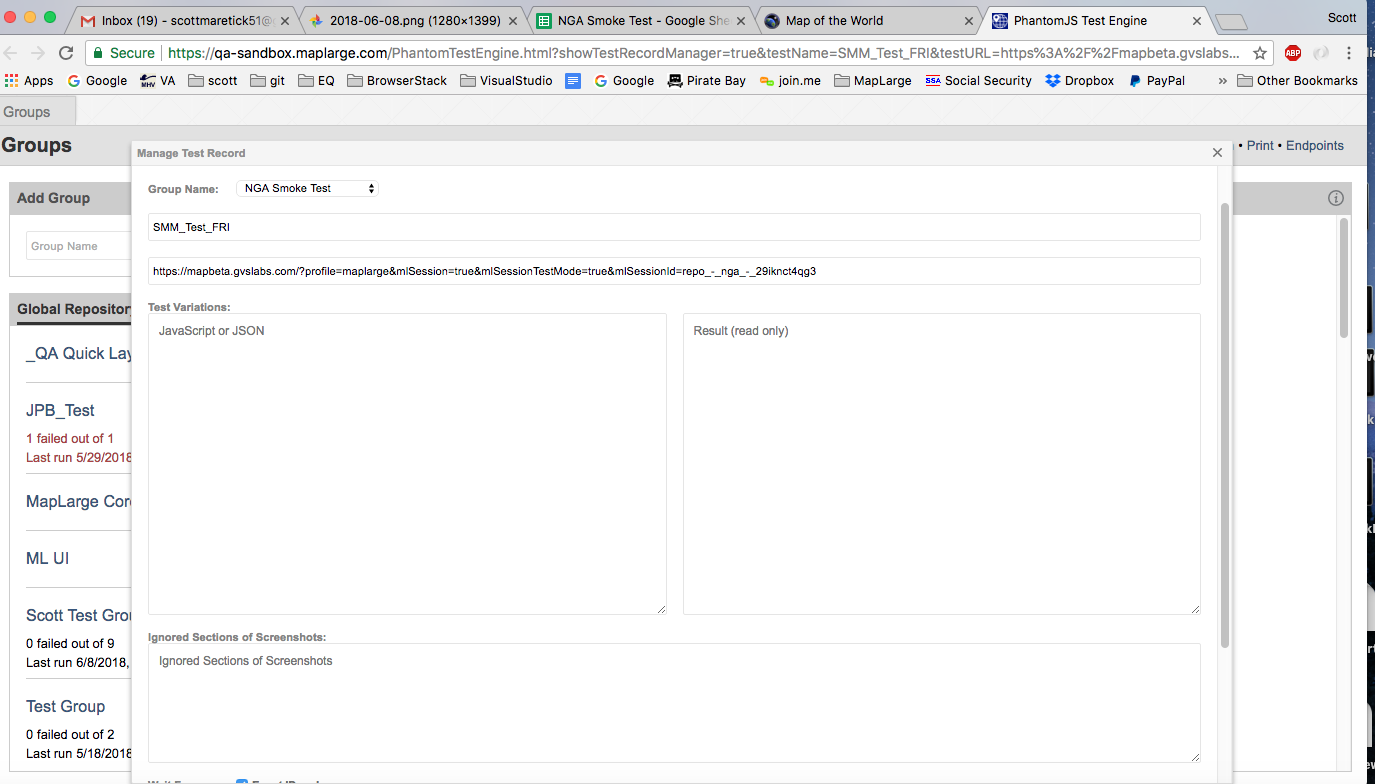 Inbox (19) - scottmaretick51@
2018-06-08.png (1280×1399)
NGA Smoke Test - Google She
Map of the World
PhantomJS Test Engine
Scott
Secure
https://qa-sandbox.maplarge.com/PhantomTestEngine.html?showTestRecordManager=true&testName=SMM_Test_FRI&testURL=https%3A%2F%2Fmapbeta.gvslabs.com%2F...
ABP
Apps Google VA scott git EQ BrowserStack VisualStudio Google Pirate Bay join.me MapLarge Social Security Dropbox PayPal » Other Bookmarks
Groups
Groups
• Print • Endpoints
Manage Test Record
Group Name: NGA Smoke Test
SMM_Test_FRI
https://mapbeta.gvslabs.com/?profile=maplarge&mlSession=true&mlSessionTestMode=true&mlSessionId=repo_-_nga_-_29iknct4qg3
Test Variations:
JavaScript or JSON
Result (read only)
Ignored Sections of Screenshots:
Ignored Sections of Screenshots
Add Group
Group Name
Global Repository
_QA Quick Lay
JPB_Test
1 failed out of 1
Last run 5/29/2018
MapLarge Core
ML UI
Scott Test Grou
0 failed out of 9
Last run 6/8/2018,
Test Group
0 failed out of 2
Last run 5/18/2018